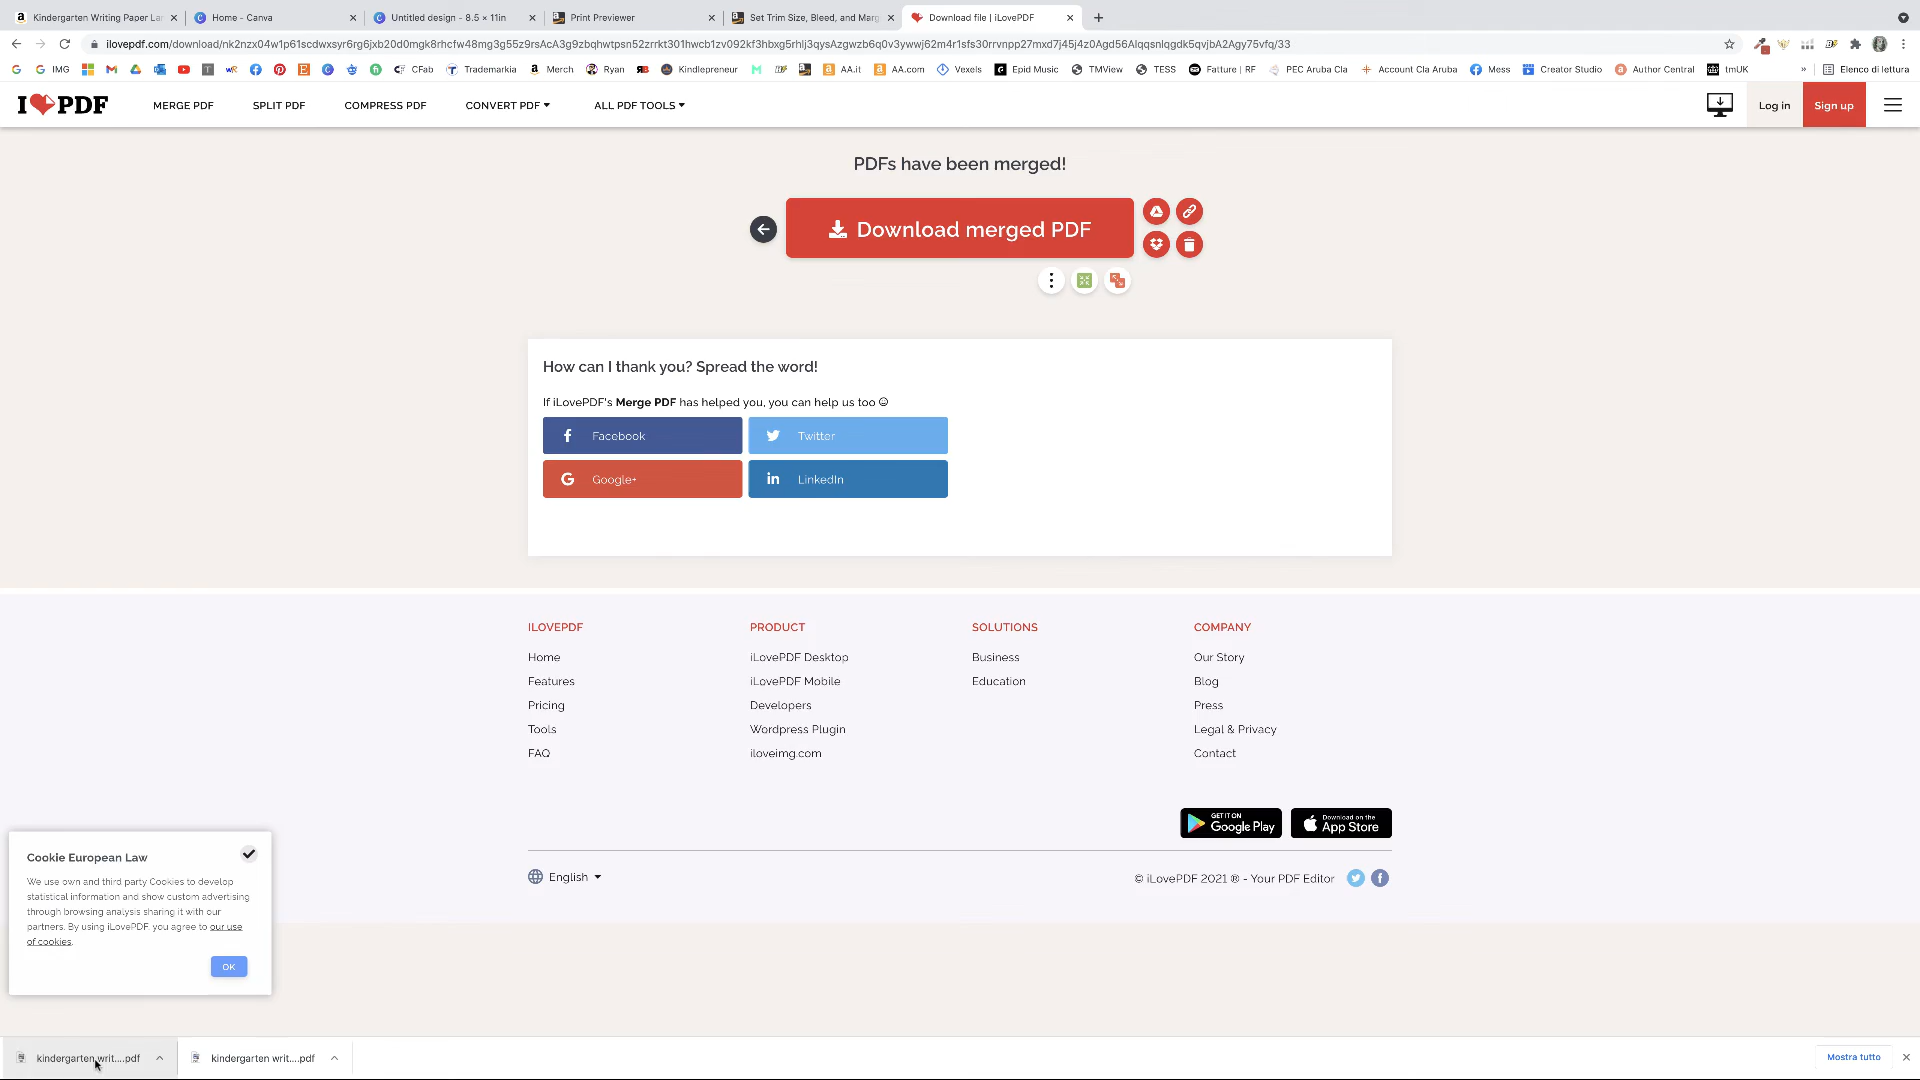 Kindergarten Writing Paper Lar
Home - Canva
Untitled design - 8.5 × 11in
Print Previewer
Set Trim Size, Bleed, and Marg
Download file | iLovePDF
ilovepdf.com/download/nk2nzx04w1p61scdwxsyr6rg6jxb20d0mgk8rhcfw48mg3g55z9rsAcA3g9zbqhwtpsn52zrrkt301hwcb1zv092kf3hbxg5rhlj3qysAzgwzb6q0v3ywwj62m4r1sfs30rrvnpp27mxd7j45j4z0Agd56Alqqsnlqgdk5qvjbA2Agy75vfq/33
IMG
CFab
Trademarkia
Merch
Ryan
Kindlepreneur
AA.it
AA.com
Vexels
Epid Music
TMView
TESS
Fatture | RF
PEC Aruba Cla
Account Cla Aruba
Mess
Creator Studio
Author Central
tmUK
»
Elenco di lettura
I PDF
MERGE PDF
SPLIT PDF
COMPRESS PDF
CONVERT PDF
ALL PDF TOOLS
Log in
Sign up
PDFs have been merged!
Download merged PDF
How can I thank you? Spread the word!
If iLovePDF's Merge PDF has helped you, you can help us too ☺
Facebook
Twitter
Google+
LinkedIn
ILOVEPDF
PRODUCT
SOLUTIONS
COMPANY
Home
iLovePDF Desktop
Business
Our Story
Features
iLovePDF Mobile
Education
Blog
Pricing
Developers
Press
Tools
Wordpress Plugin
Legal & Privacy
FAQ
iloveimg.com
Contact
GET IT ON
Google Play
Download on the
App Store
English
© iLovePDF 2021 ® - Your PDF Editor
Cookie European Law
We use own and third party Cookies to develop
statistical information and show custom advertising
through browsing analysis sharing it with our
partners. By using iLovePDF, you agree to our use
of cookies.
OK
kindergarten writ....pdf
kindergarten writ....pdf
Mostra tutto